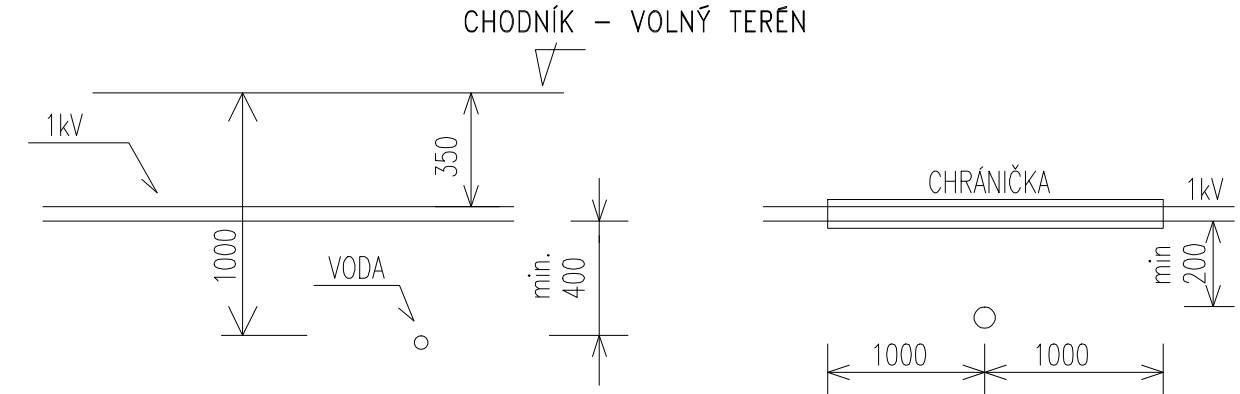 CHODNÍK – VOLNÝ TERÉN
1kV
350
1000
VODA
min.
400
CHRÁNIČKA
1kV
min
200
1000
1000